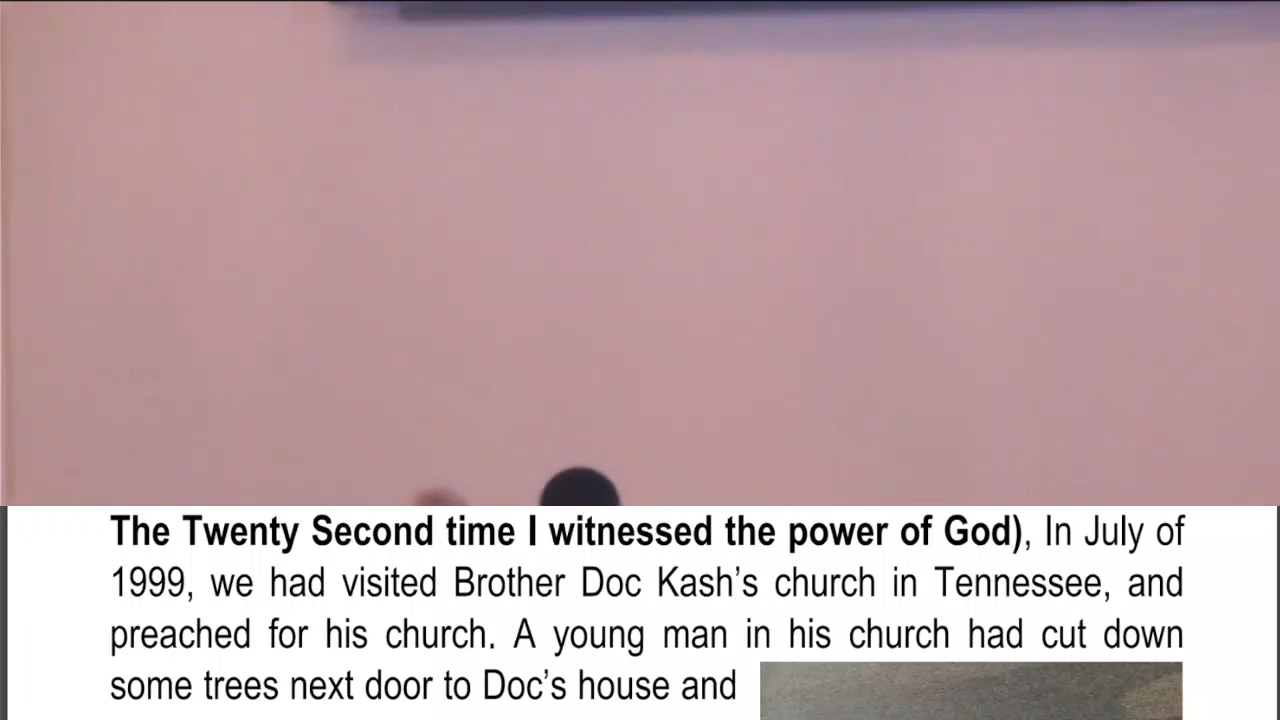 The Twenty Second time I witnessed the power of God), In July of
1999, we had visited Brother Doc Kash’s church in Tennessee, and
preached for his church. A young man in his church had cut down
some trees next door to Doc’s house and